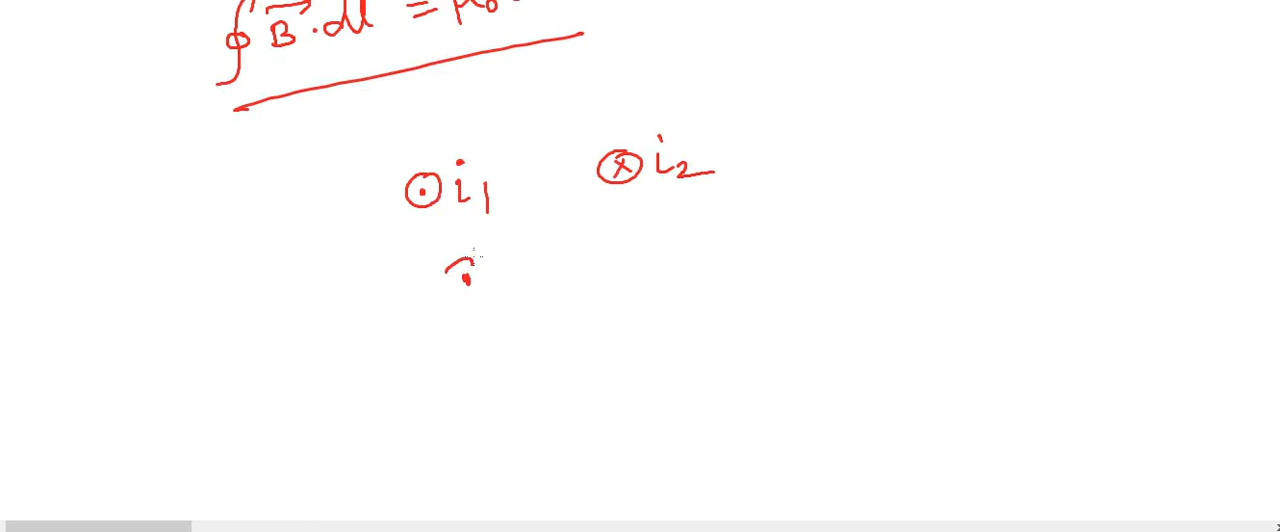 ∮ B⃗ · dl = μ₀
⊙ i₁ ⊗ i₂